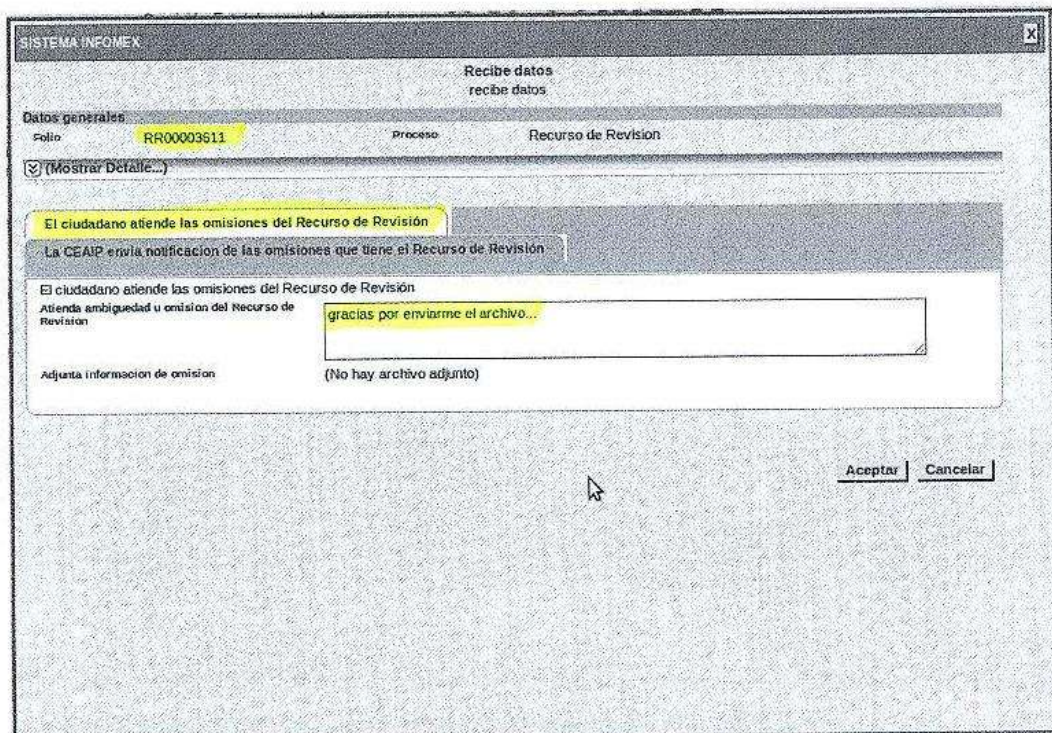 SISTEMA INFOMEX
X
Recibe datos
recibe datos
Datos generales
Folio RR00003611 Proceso Recurso de Revision
(Mostrar Detalle...)
El ciudadano atiende las omisiones del Recurso de Revisión
La CEAIP envia notificacion de las omisiones que tiene el Recurso de Revisión
El ciudadano atiende las omisiones del Recurso de Revisión
Atienda ambiguedad u omision del Recurso de
Revision
gracias por enviarme el archivo...
Adjunta informacion de omision (No hay archivo adjunto)
Aceptar Cancelar